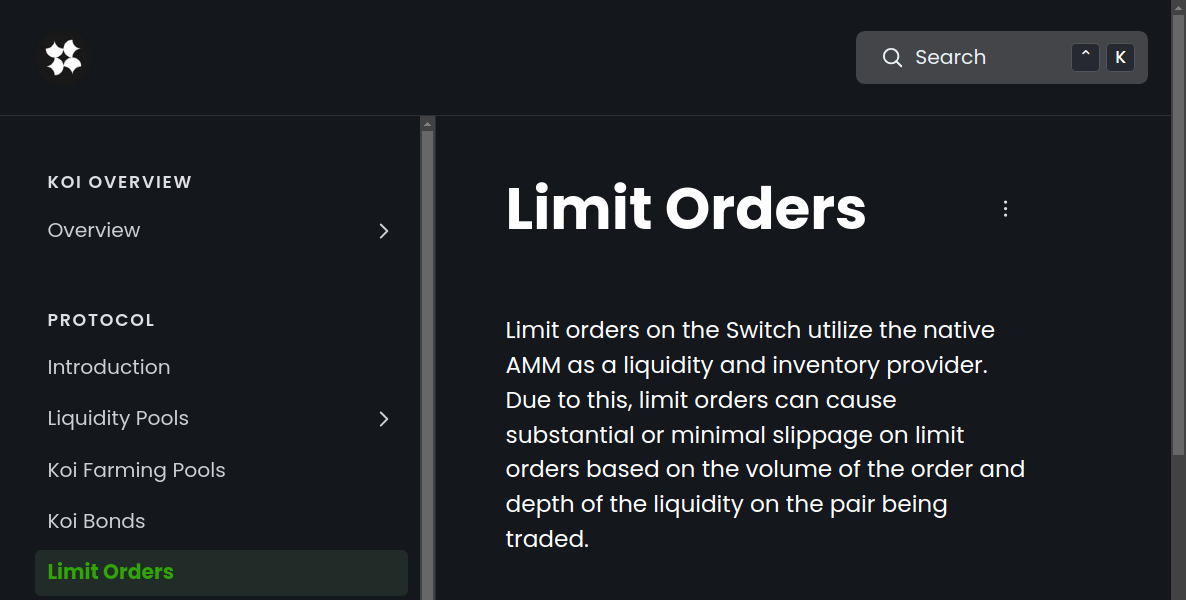 Search
^ K
KOI OVERVIEW
Overview
PROTOCOL
Introduction
Liquidity Pools
Koi Farming Pools
Koi Bonds
Limit Orders
Limit Orders
Limit orders on the Switch utilize the native
AMM as a liquidity and inventory provider.
Due to this, limit orders can cause
substantial or minimal slippage on limit
orders based on the volume of the order and
depth of the liquidity on the pair being
traded.